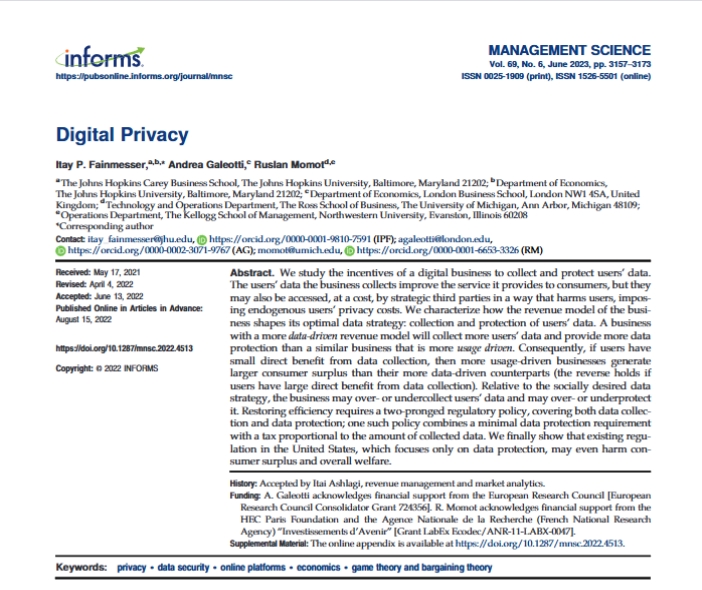 informs.
https://pubsonline.informs.org/journal/mnsc
MANAGEMENT SCIENCE
Vol. 69, No. 6, June 2023, pp. 3157–3173
ISSN 0025-1909 (print), ISSN 1526-5501 (online)
Digital Privacy
Itay P. Fainmesser,a,b,* Andrea Galeotti,c Ruslan Momotd,e
aThe Johns Hopkins Carey Business School, The Johns Hopkins University, Baltimore, Maryland 21202; bDepartment of Economics,
The Johns Hopkins University, Baltimore, Maryland 21202; cDepartment of Economics, London Business School, London NW1 4SA, United
Kingdom; dTechnology and Operations Department, The Ross School of Business, The University of Michigan, Ann Arbor, Michigan 48109;
eOperations Department, The Kellogg School of Management, Northwestern University, Evanston, Illinois 60208
*Corresponding author
Contact: itay_fainmesser@jhu.edu, iD https://orcid.org/0000-0001-9810-7591 (IPF); agaleotti@london.edu,
iD https://orcid.org/0000-0002-3071-9767 (AG); momot@umich.edu, iD https://orcid.org/0000-0001-6653-3326 (RM)
Received: May 17, 2021
Revised: April 4, 2022
Accepted: June 13, 2022
Published Online in Articles in Advance:
August 15, 2022
https://doi.org/10.1287/mnsc.2022.4513
Copyright: © 2022 INFORMS
Abstract. We study the incentives of a digital business to collect and protect users' data.
The users' data the business collects improve the service it provides to consumers, but they
may also be accessed, at a cost, by strategic third parties in a way that harms users, impos-
ing endogenous users' privacy costs. We characterize how the revenue model of the busi-
ness shapes its optimal data strategy: collection and protection of users' data. A business
with a more data-driven revenue model will collect more users' data and provide more data
protection than a similar business that is more usage driven. Consequently, if users have
small direct benefit from data collection, then more usage-driven businesses generate
larger consumer surplus than their more data-driven counterparts (the reverse holds if
users have large direct benefit from data collection). Relative to the socially desired data
strategy, the business may over- or undercollect users' data and may over- or underprotect
it. Restoring efficiency requires a two-pronged regulatory policy, covering both data collec-
tion and data protection; one such policy combines a minimal data protection requirement
with a tax proportional to the amount of collected data. We finally show that existing regu-
lation in the United States, which focuses only on data protection, may even harm con-
sumer surplus and overall welfare.
History: Accepted by Itai Ashlagi, revenue management and market analytics.
Funding: A. Galeotti acknowledges financial support from the European Research Council [European
Research Council Consolidator Grant 724356]. R. Momot acknowledges financial support from the
HEC Paris Foundation and the Agence Nationale de la Recherche (French National Research
Agency) "Investissements d'Avenir" [Grant LabEx Ecodec/ANR-11-LABX-0047].
Supplemental Material: The online appendix is available at https://doi.org/10.1287/mnsc.2022.4513.
Keywords: privacy • data security • online platforms • economics • game theory and bargaining theory